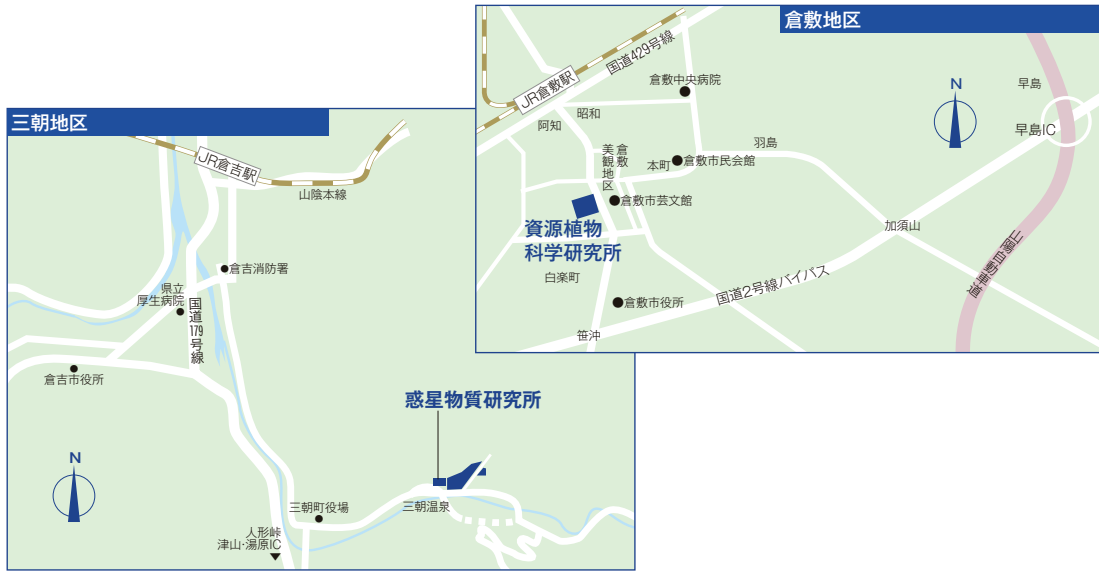 三朝地区
JR倉吉駅
山陰本線
倉吉消防署
県立
厚生病院
国道179号線
倉吉市役所
惑星物質研究所
N
三朝町役場
三朝温泉
人形峠
津山・湯原IC
倉敷地区
国道429号線
JR倉敷駅
倉敷中央病院
N
早島
早島IC
阿知
昭和
羽島
倉敷
美観地区
本町
倉敷市民会館
倉敷市芸文館
資源植物
科学研究所
加須山
白楽町
山陽自動車道
国道2号線バイパス
倉敷市役所
笹沖